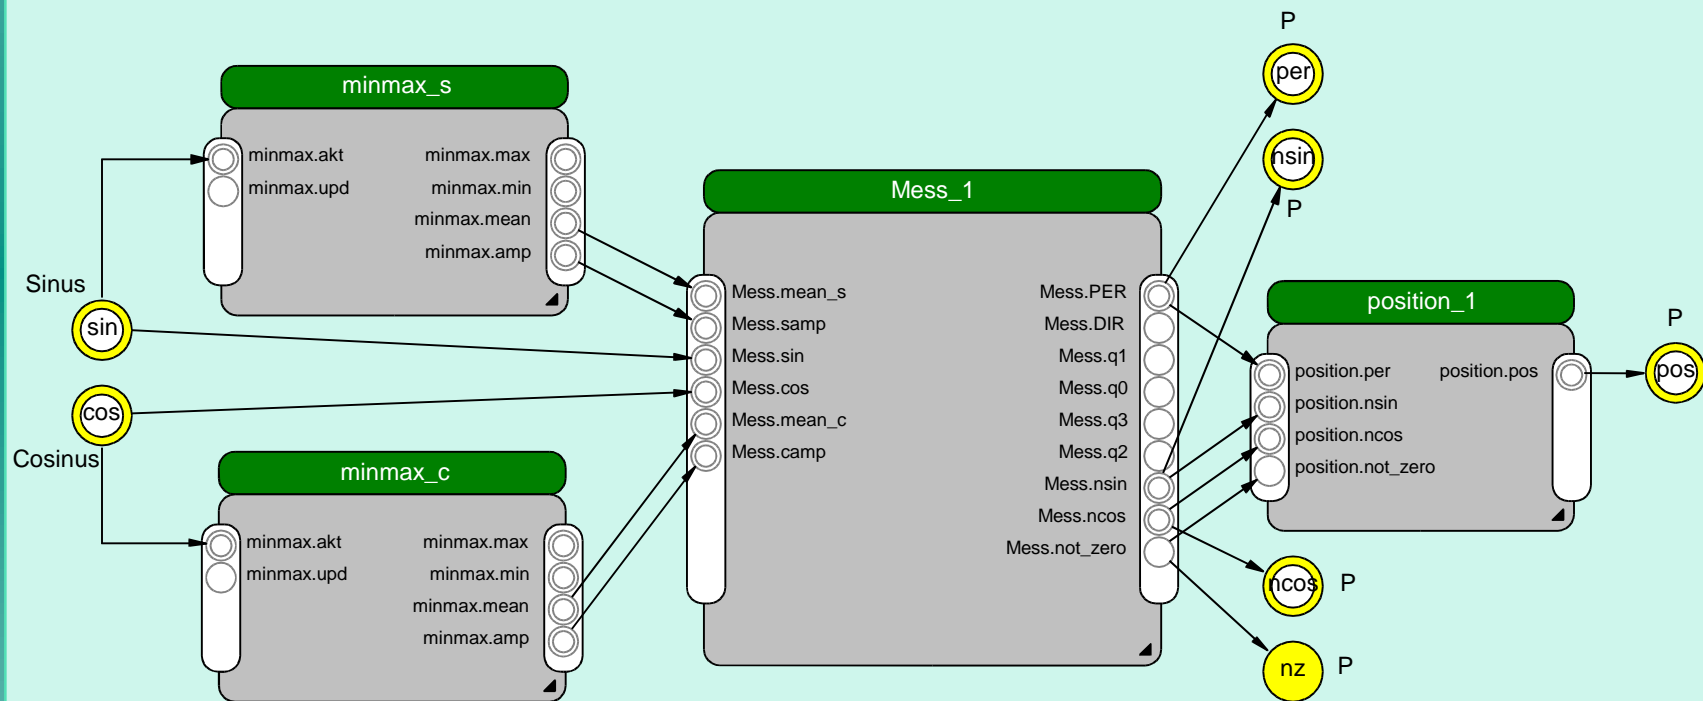 P
per
minmax_s
minmax.akt
minmax.upd
minmax.max
minmax.min
minmax.mean
minmax.amp
nsin
P
Mess_1
Sinus
sin
cos
Cosinus
Mess.mean_s
Mess.samp
Mess.sin
Mess.cos
Mess.mean_c
Mess.camp
Mess.PER
Mess.DIR
Mess.q1
Mess.q0
Mess.q3
Mess.q2
Mess.nsin
Mess.ncos
Mess.not_zero
position_1
position.per
position.nsin
position.ncos
position.not_zero
position.pos
P
pos
minmax_c
minmax.akt
minmax.upd
minmax.max
minmax.min
minmax.mean
minmax.amp
ncos P
nz P